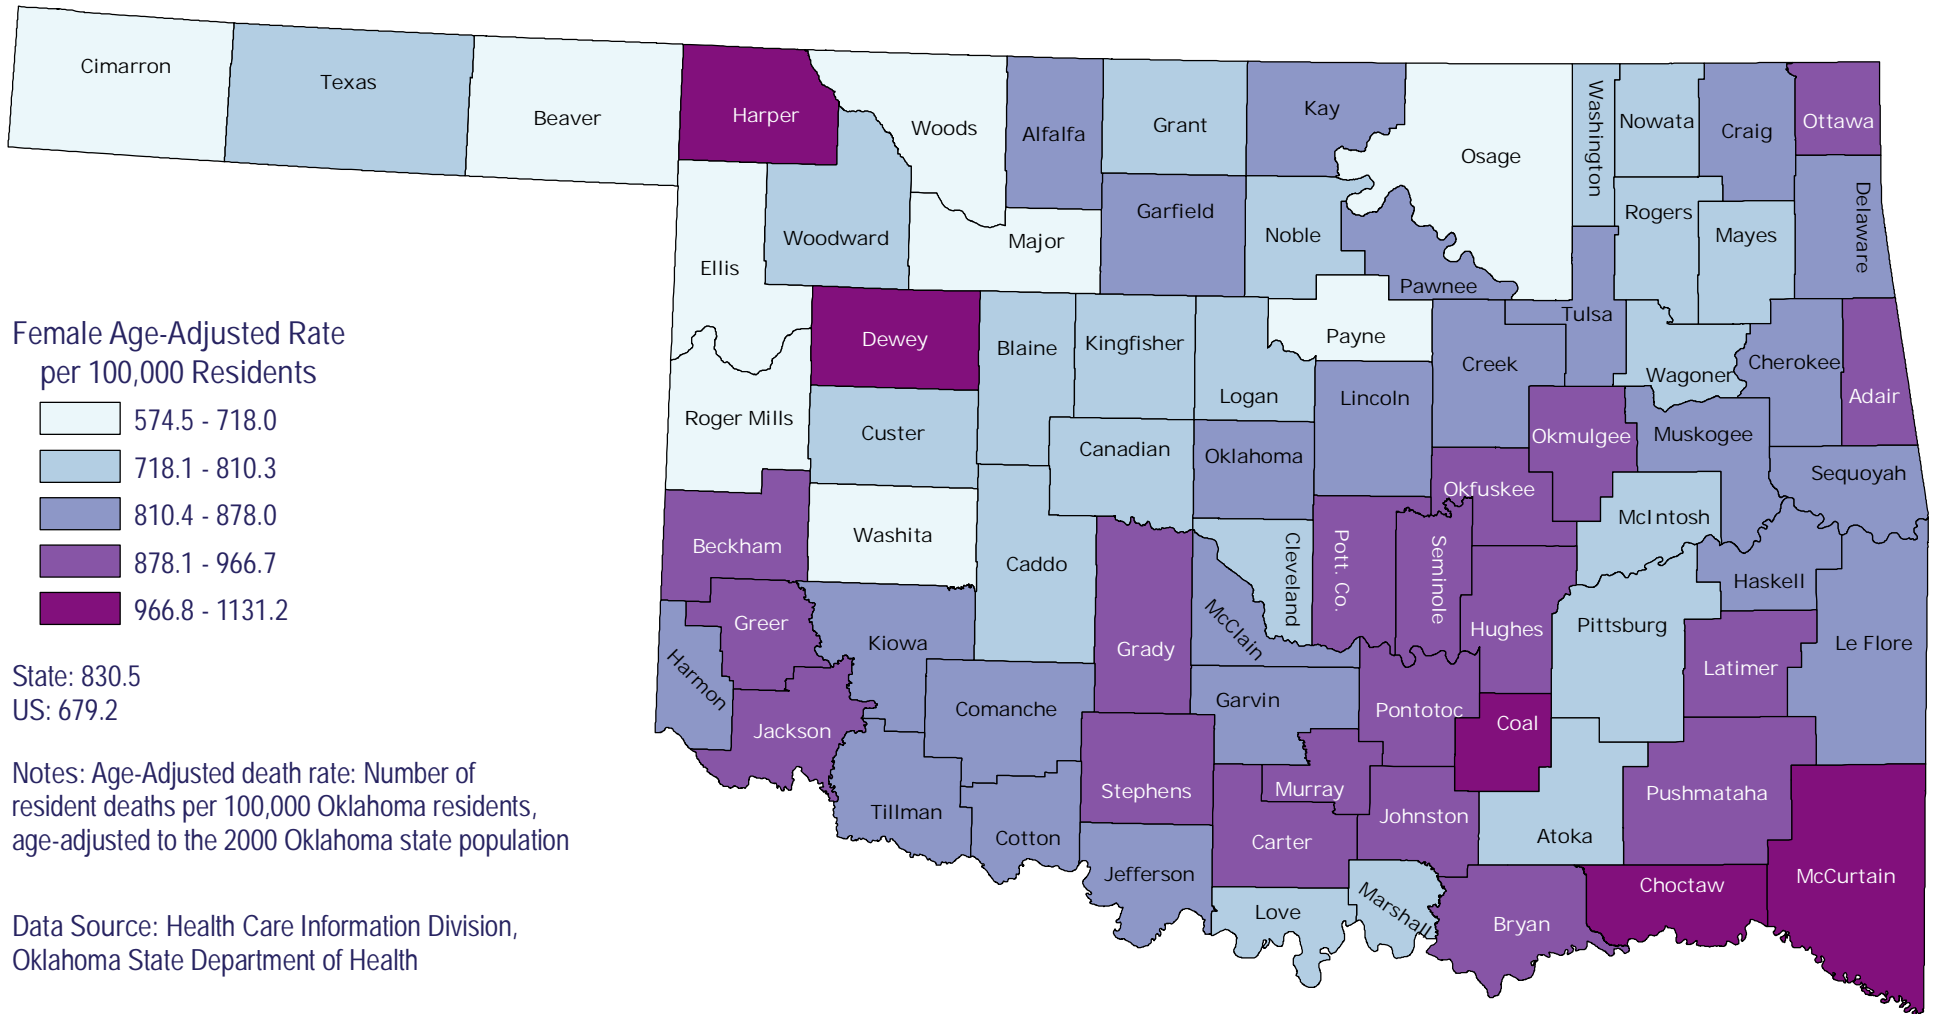 Cimarron
Texas
Beaver
Harper
Woods
Alfalfa
Grant
Kay
Osage
Washington
Nowata
Craig
Ottawa
Woodward
Ellis
Major
Garfield
Noble
Pawnee
Rogers
Mayes
Delaware
Dewey
Blaine
Kingfisher
Logan
Payne
Lincoln
Creek
Tulsa
Wagoner
Cherokee
Adair
Roger Mills
Custer
Canadian
Oklahoma
Okmulgee
Muskogee
Sequoyah
Okfuskee
McIntosh
Beckham
Washita
Caddo
Cleveland
Pott. Co.
Seminole
Haskell
Greer
Kiowa
Grady
McClain
Hughes
Pittsburg
Latimer
Le Flore
Harmon
Jackson
Comanche
Garvin
Pontotoc
Coal
Tillman
Cotton
Stephens
Murray
Johnston
Atoka
Pushmataha
Carter
Jefferson
Love
Marshall
Bryan
Choctaw
McCurtain
Female Age-Adjusted Rate
per 100,000 Residents
574.5 - 718.0
718.1 - 810.3
810.4 - 878.0
878.1 - 966.7
966.8 - 1131.2
State: 830.5
US: 679.2
Notes: Age-Adjusted death rate: Number of
resident deaths per 100,000 Oklahoma residents,
age-adjusted to the 2000 Oklahoma state population
Data Source: Health Care Information Division,
Oklahoma State Department of Health